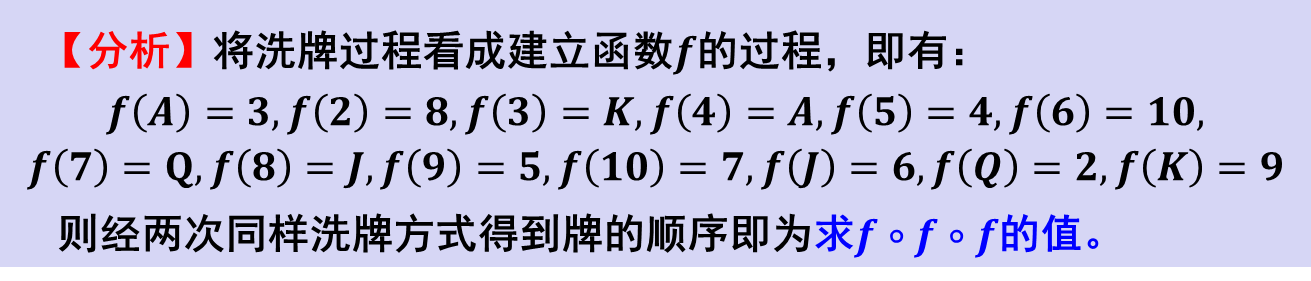 【分析】将洗牌过程看成建立函数f的过程，即有：
f(A) = 3, f(2) = 8, f(3) = K, f(4) = A, f(5) = 4, f(6) = 10,
f(7) = Q, f(8) = J, f(9) = 5, f(10) = 7, f(J) = 6, f(Q) = 2, f(K) = 9
则经两次同样洗牌方式得到牌的顺序即为求f∘f∘f的值。